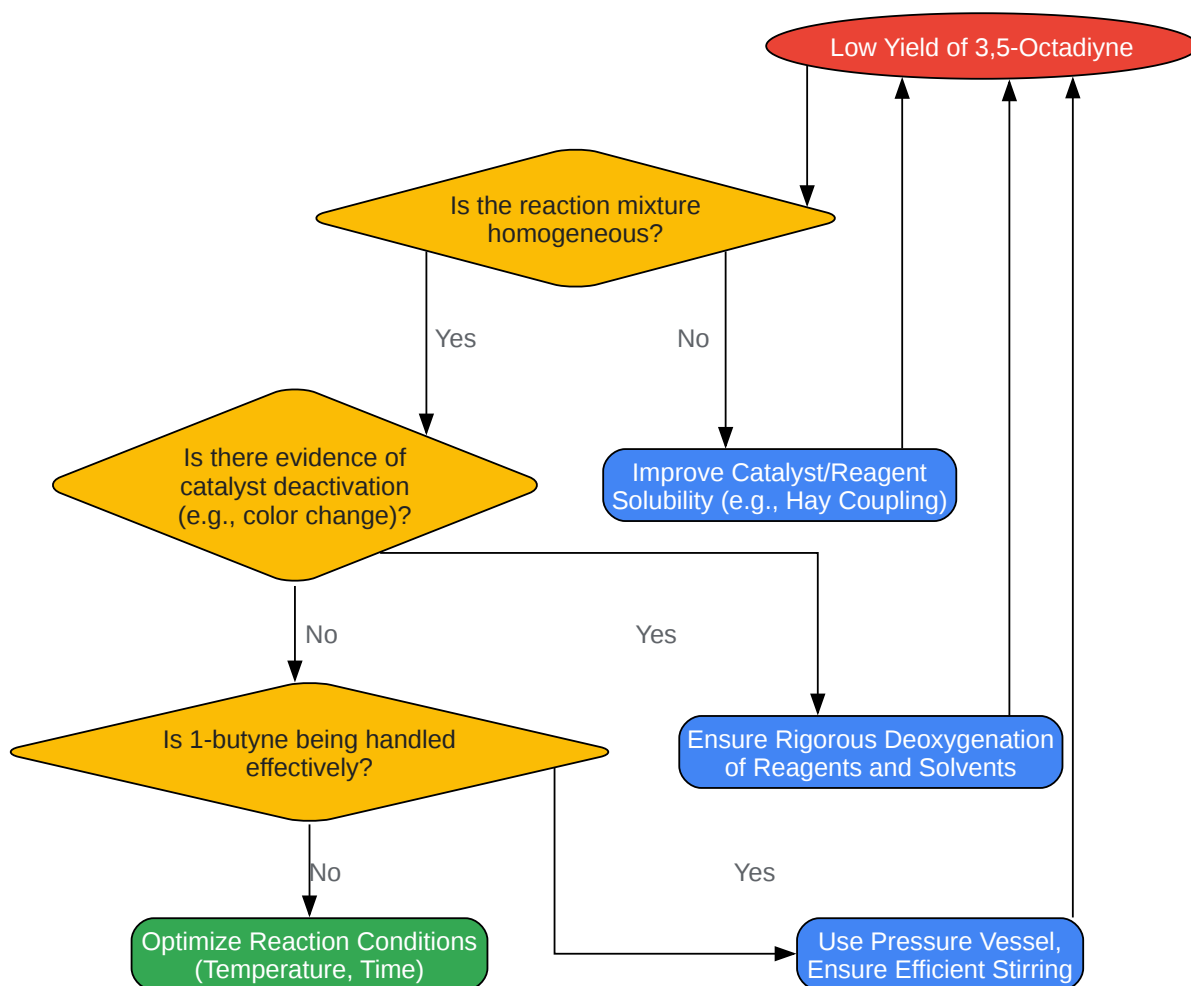 Low Yield of 3,5-Octadiyne
Is the reaction mixture
homogeneous?
Yes
No
Is there evidence of
catalyst deactivation
(e.g., color change)?
Improve Catalyst/Reagent
Solubility (e.g., Hay Coupling)
No
Yes
Is 1-butyne being handled
effectively?
Ensure Rigorous Deoxygenation
of Reagents and Solvents
No
Yes
Optimize Reaction Conditions
(Temperature, Time)
Use Pressure Vessel,
Ensure Efficient Stirring